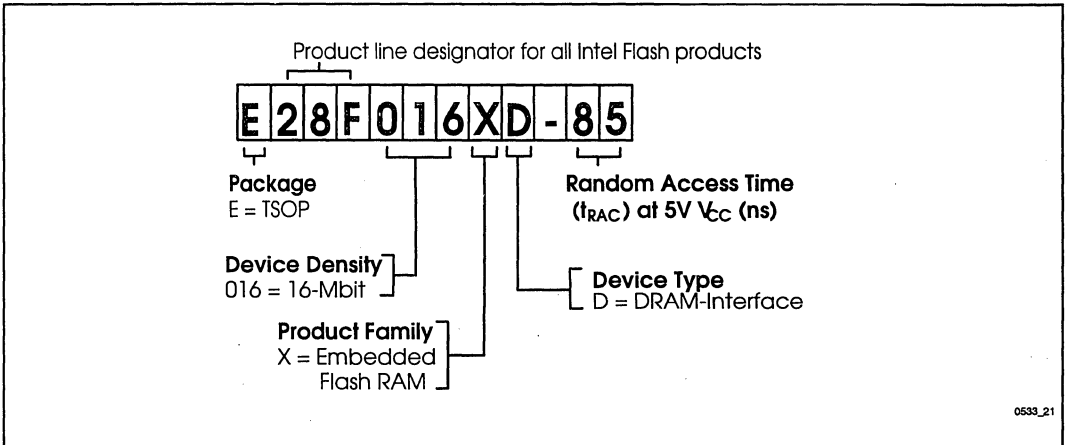 Product line designator for all Intel Flash products
E28F016XD-85
Package
E = TSOP
Random Access Time
(tRAC) at 5V VCC (ns)
Device Density
016 = 16-Mbit
Device Type
D = DRAM-Interface
Product Family
X = Embedded
Flash RAM
0533_21